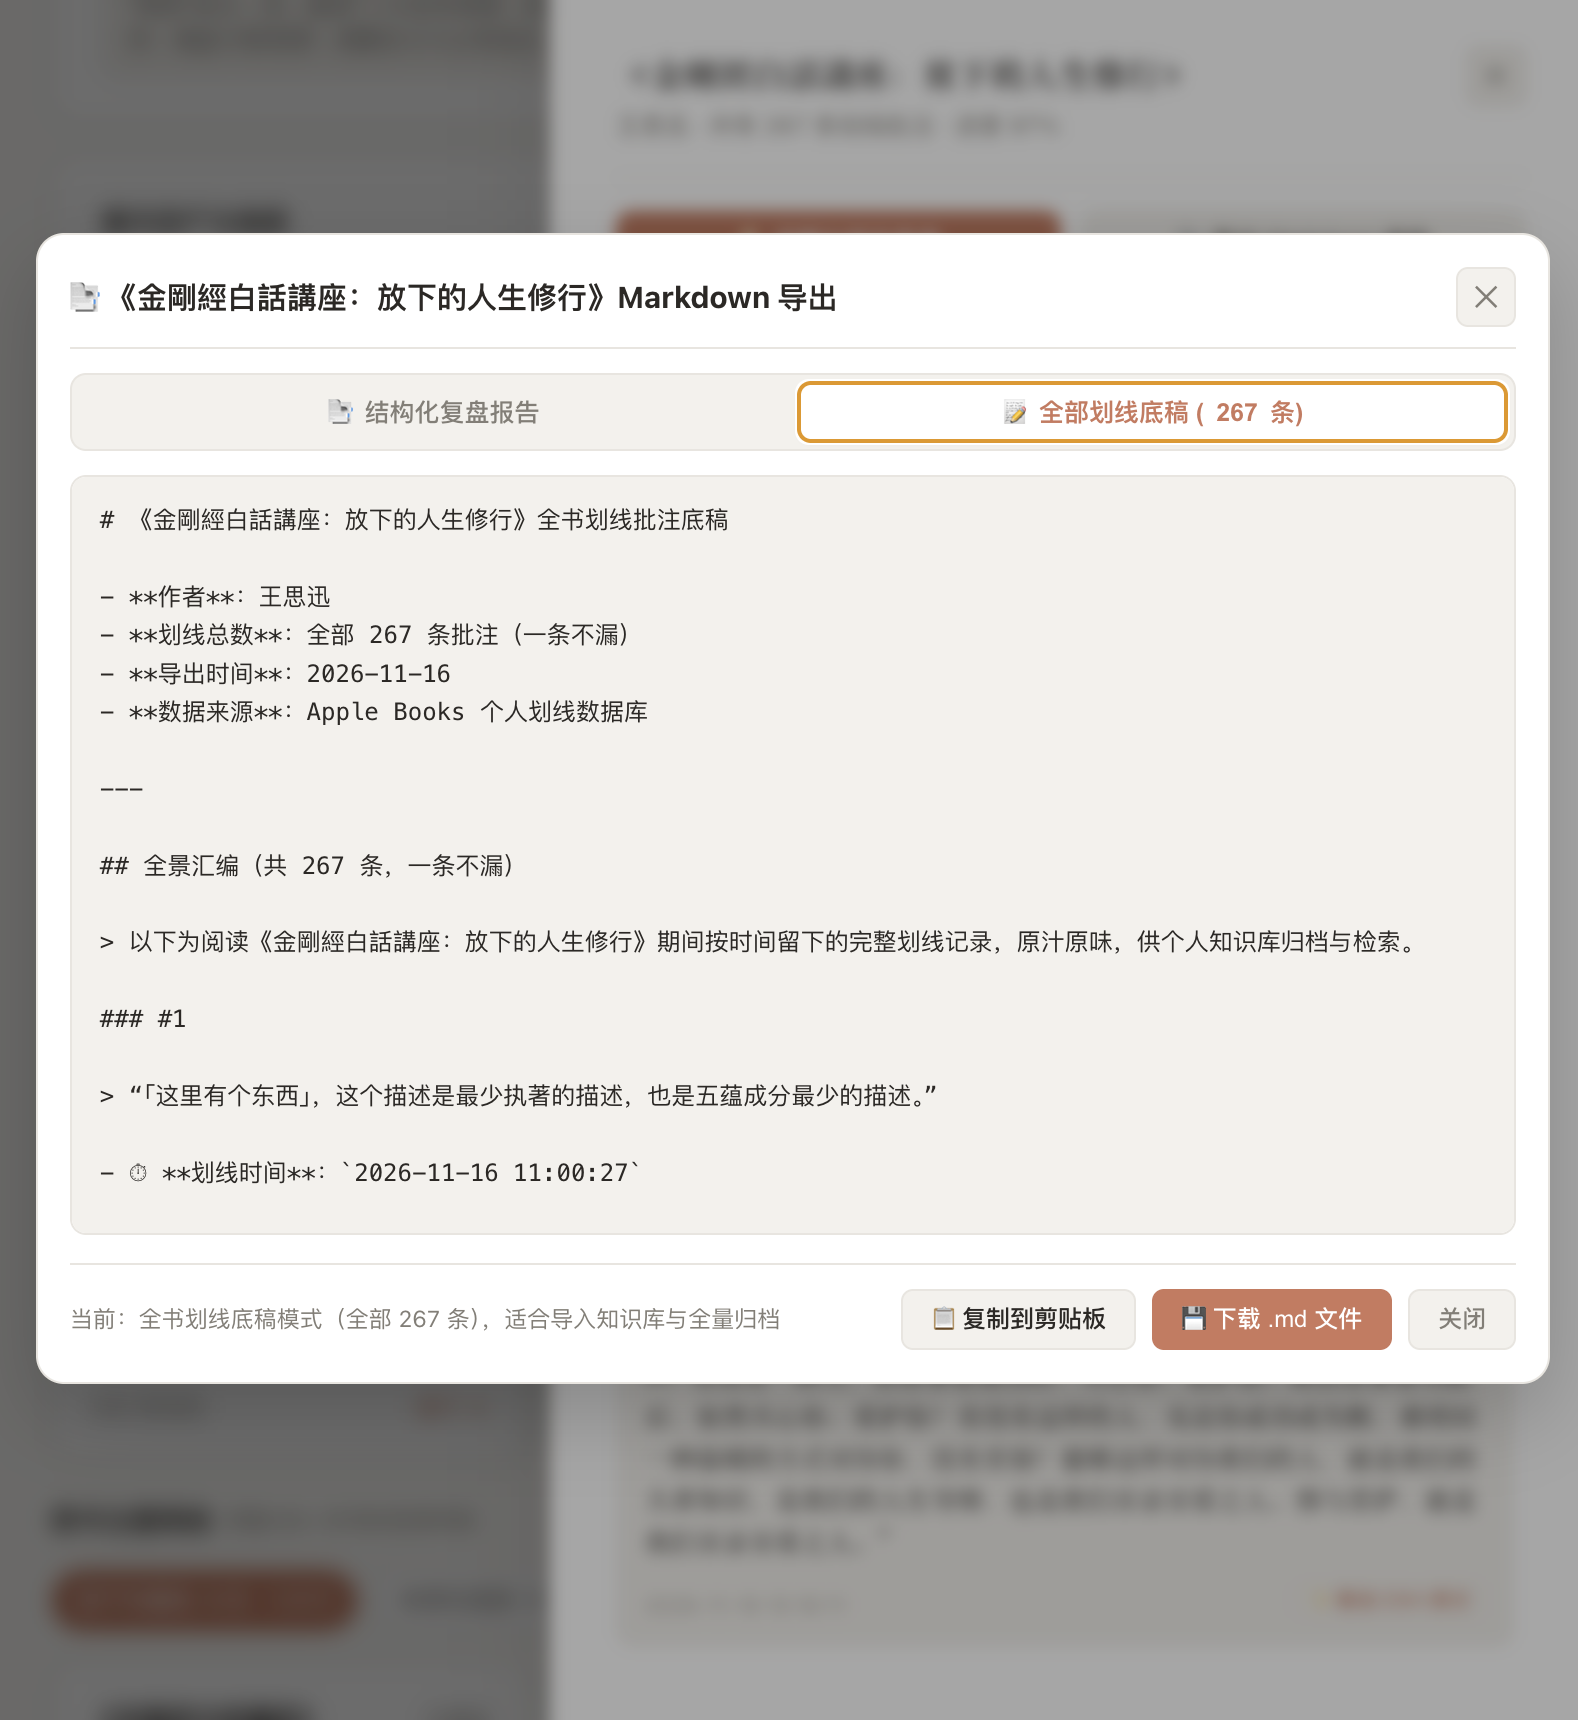 《金剛經白話講座：放下的人生修行》Markdown 导出
结构化复盘报告
全部划线底稿 ( 267 条)
# 《金剛經白話講座：放下的人生修行》全书划线批注底稿
- **作者**：王思迅
- **划线总数**：全部 267 条批注（一条不漏）
- **导出时间**：2026-11-16
- **数据来源**：Apple Books 个人划线数据库
---
## 全景汇编（共 267 条，一条不漏）
> 以下为阅读《金剛經白話講座：放下的人生修行》期间按时间留下的完整划线记录，原汁原味，供个人知识库归档与检索。
### #1
> “「这里有个东西」，这个描述是最少执著的描述，也是五蕴成分最少的描述。”
- ⏱ **划线时间**：`2026-11-16 11:00:27`
当前：全书划线底稿模式（全部 267 条），适合导入知识库与全量归档
复制到剪贴板
下载 .md 文件
关闭